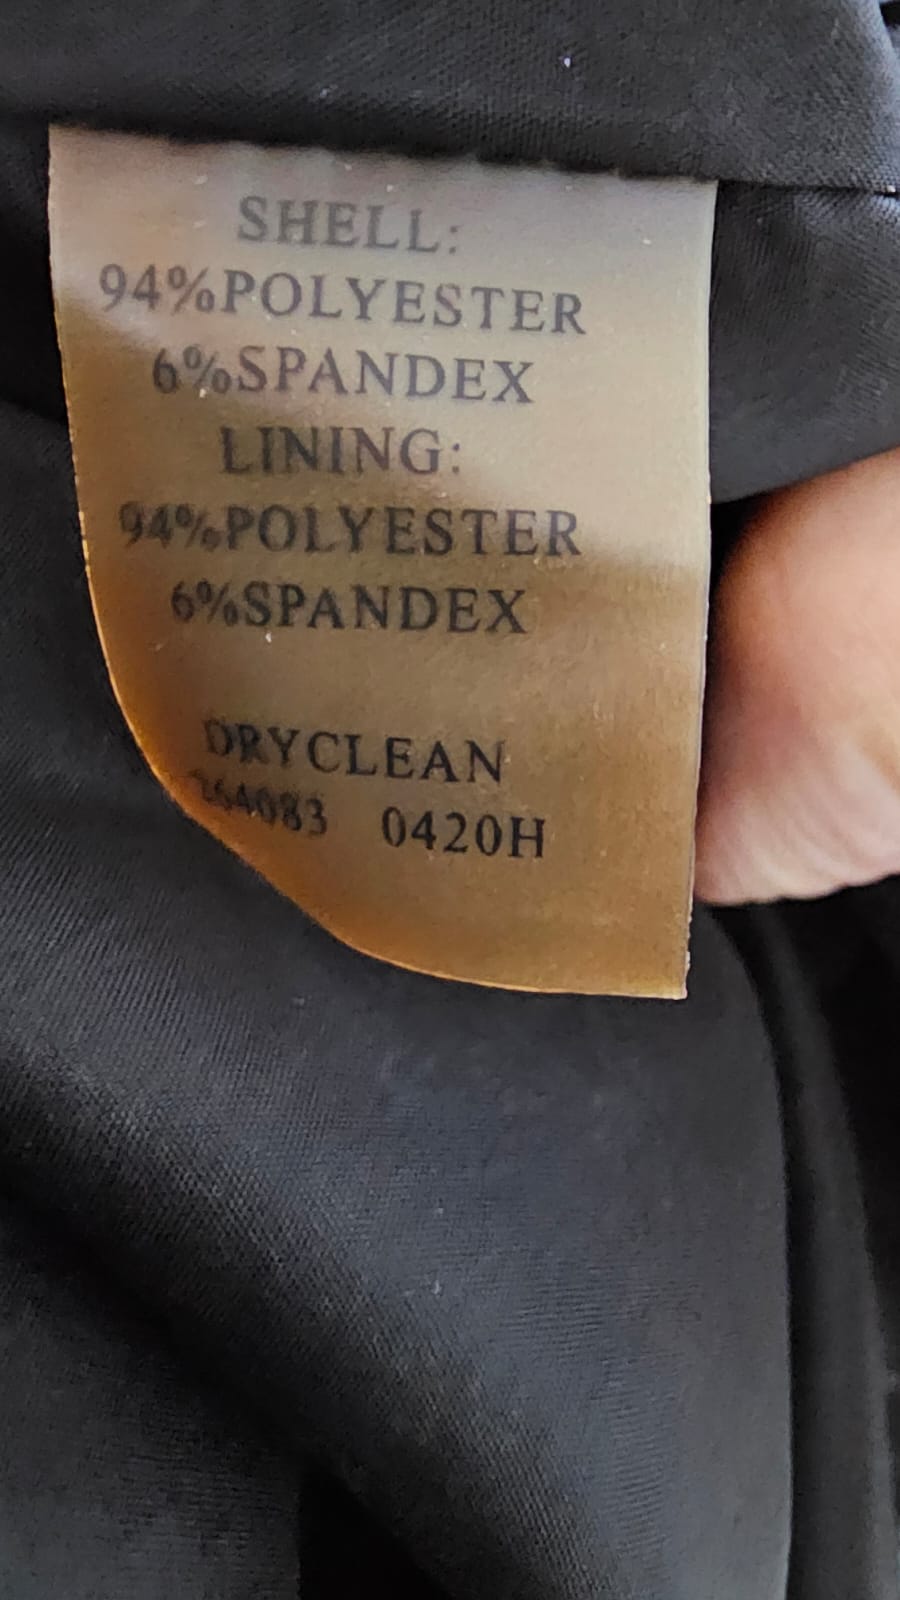 SHELL:
94%POLYESTER
6%SPANDEX
LINING:
94%POLYESTER
6%SPANDEX
DRYCLEAN
0420H